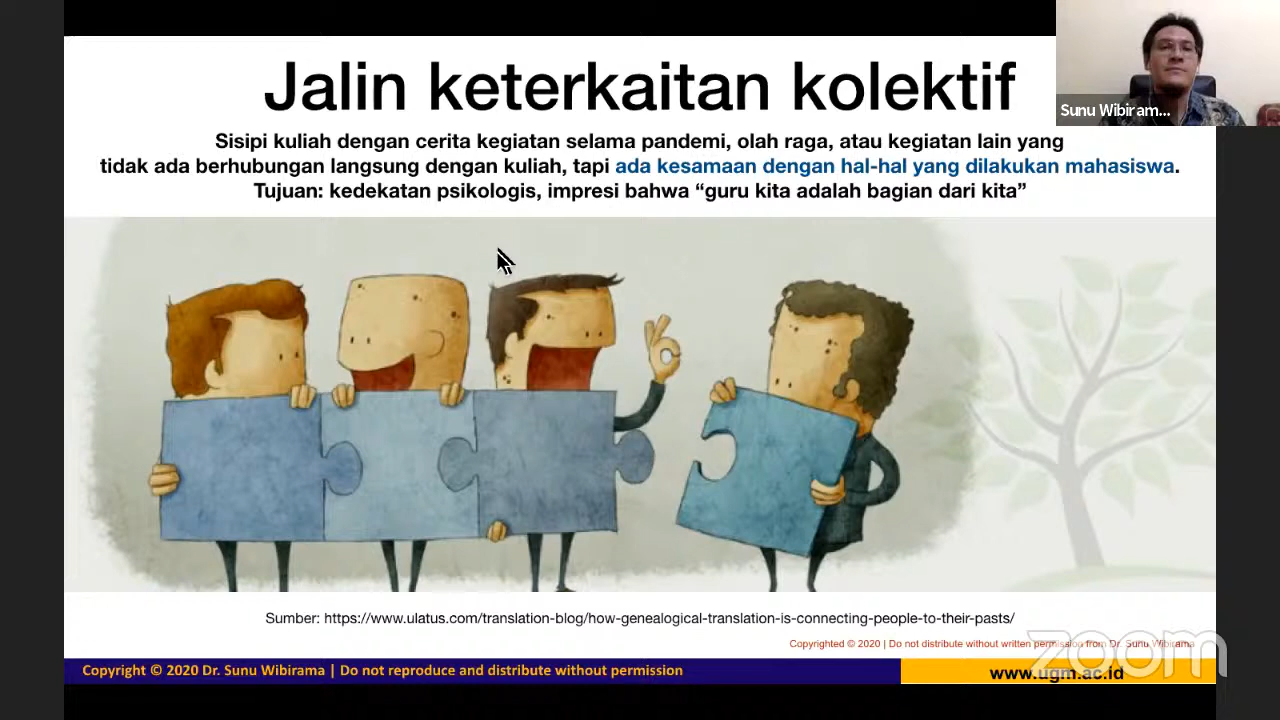 Jalin keterkaitan kolektif
Sunu Wibiram...
Sisipi kuliah dengan cerita kegiatan selama pandemi, olah raga, atau kegiatan lain yang
tidak ada berhubungan langsung dengan kuliah, tapi ada kesamaan dengan hal-hal yang dilakukan mahasiswa.
Tujuan: kedekatan psikologis, impresi bahwa “guru kita adalah bagian dari kita”
Sumber: https://www.ulatus.com/translation-blog/how-genealogical-translation-is-connecting-people-to-their-pasts/
Copyrighted © 2020 | Do not distribute without written permission from Dr. Sunu Wibirama
zoom
Copyright © 2020 Dr. Sunu Wibirama | Do not reproduce and distribute without permission
www.ugm.ac.id